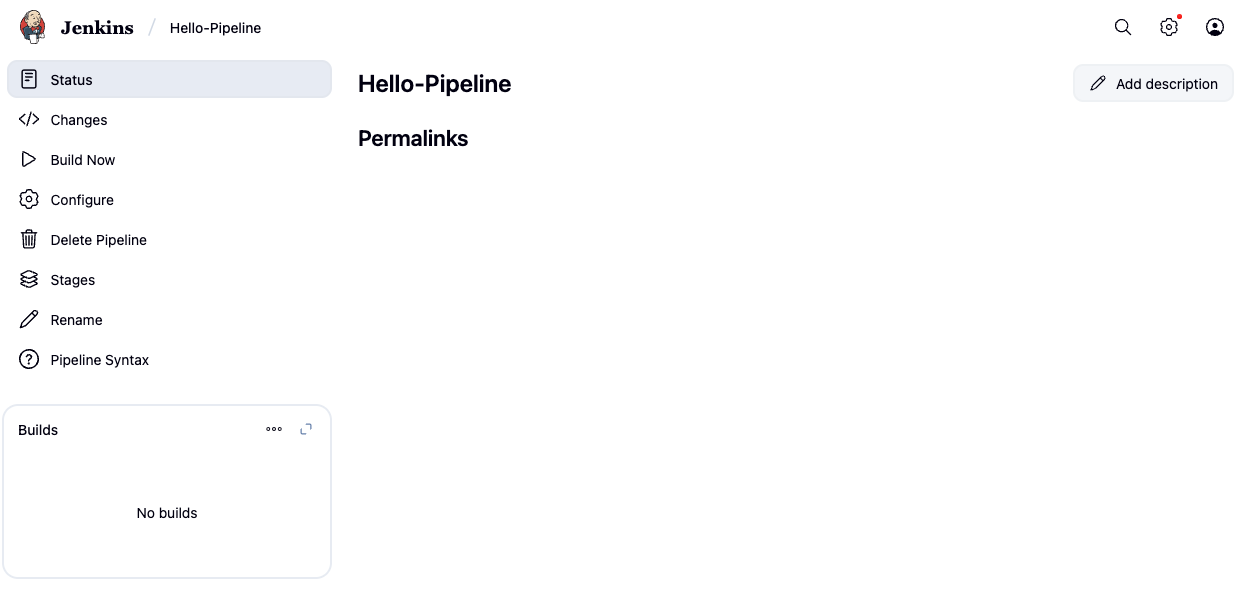 Jenkins / Hello-Pipeline
Status
Changes
Build Now
Configure
Delete Pipeline
Stages
Rename
Pipeline Syntax
Builds
No builds
Hello-Pipeline
Add description
Permalinks